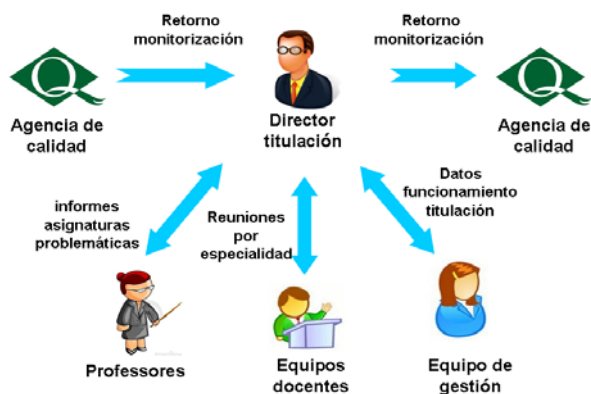 Retorno
monitorización
Retorno
monitorización
Q
Q
Agencia de
calidad
Director
titulación
Agencia de
calidad
informes
asignaturas
problemáticas
Reuniones
por
especialidad
Datos
funcionamiento
titulación
Professores
Equipos
docentes
Equipo de
gestión